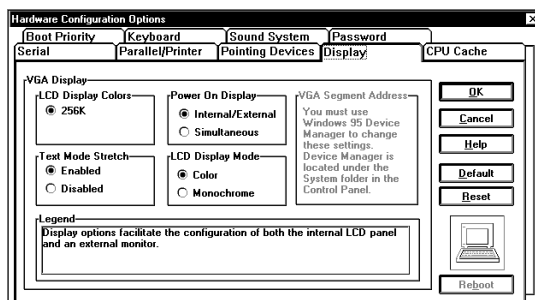 Hardware Configuration Options
Boot Priority
Keyboard
Sound System
Password
Serial
Parallel/Printer
Pointing Devices
Display
CPU Cache
VGA Display
LCD Display Colors
256K
Power On Display
Internal/External
Simultaneous
VGA Segment Address
You must use
Windows 95 Device
Manager to change
these settings.
Device Manager is
located under the
System folder in the
Control Panel.
Text Mode Stretch
Enabled
Disabled
LCD Display Mode
Color
Monochrome
Legend
Display options facilitate the configuration of both the internal LCD panel
and an external monitor.
OK
Cancel
Help
Default
Reset
Reboot